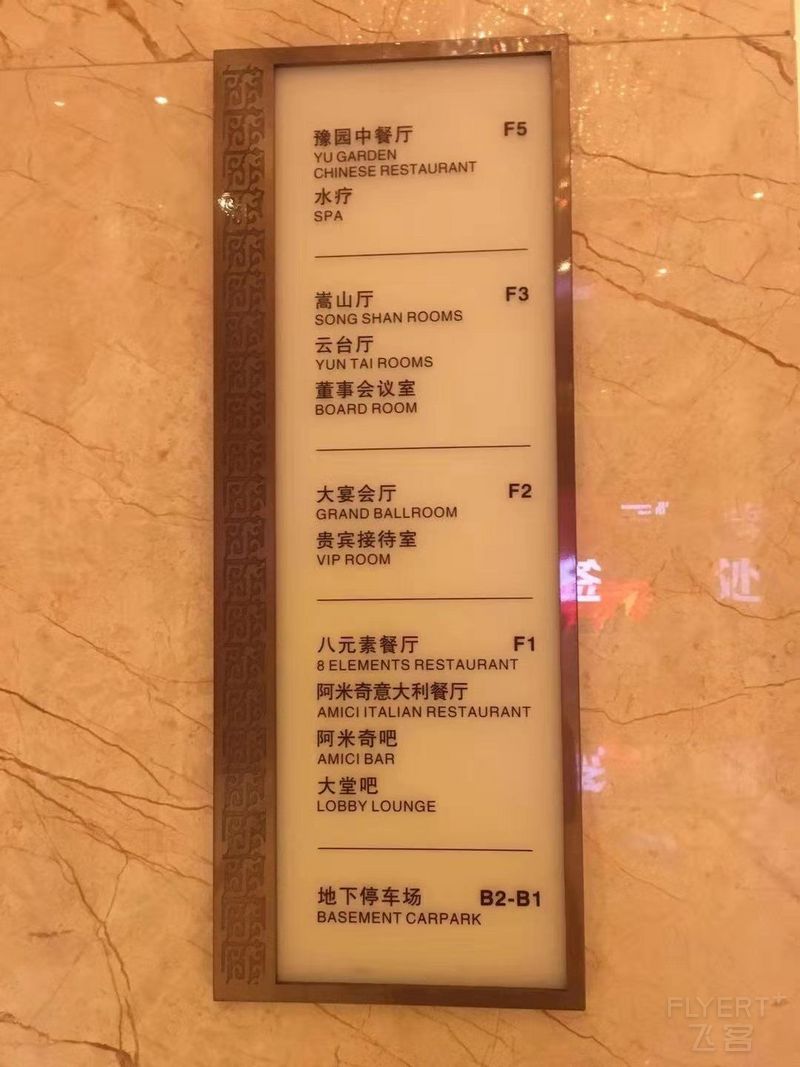 豫园中餐厅 F5
YU GARDEN
CHINESE RESTAURANT
水疗
SPA
嵩山厅 F3
SONG SHAN ROOMS
云台厅
YUN TAI ROOMS
董事会议室
BOARD ROOM
大宴会厅 F2
GRAND BALLROOM
贵宾接待室
VIP ROOM
八元素餐厅 F1
8 ELEMENTS RESTAURANT
阿米奇意大利餐厅
AMICI ITALIAN RESTAURANT
阿米奇吧
AMICI BAR
大堂吧
LOBBY LOUNGE
地下停车场 B2-B1
BASEMENT CARPARK
FLYERT
飞客